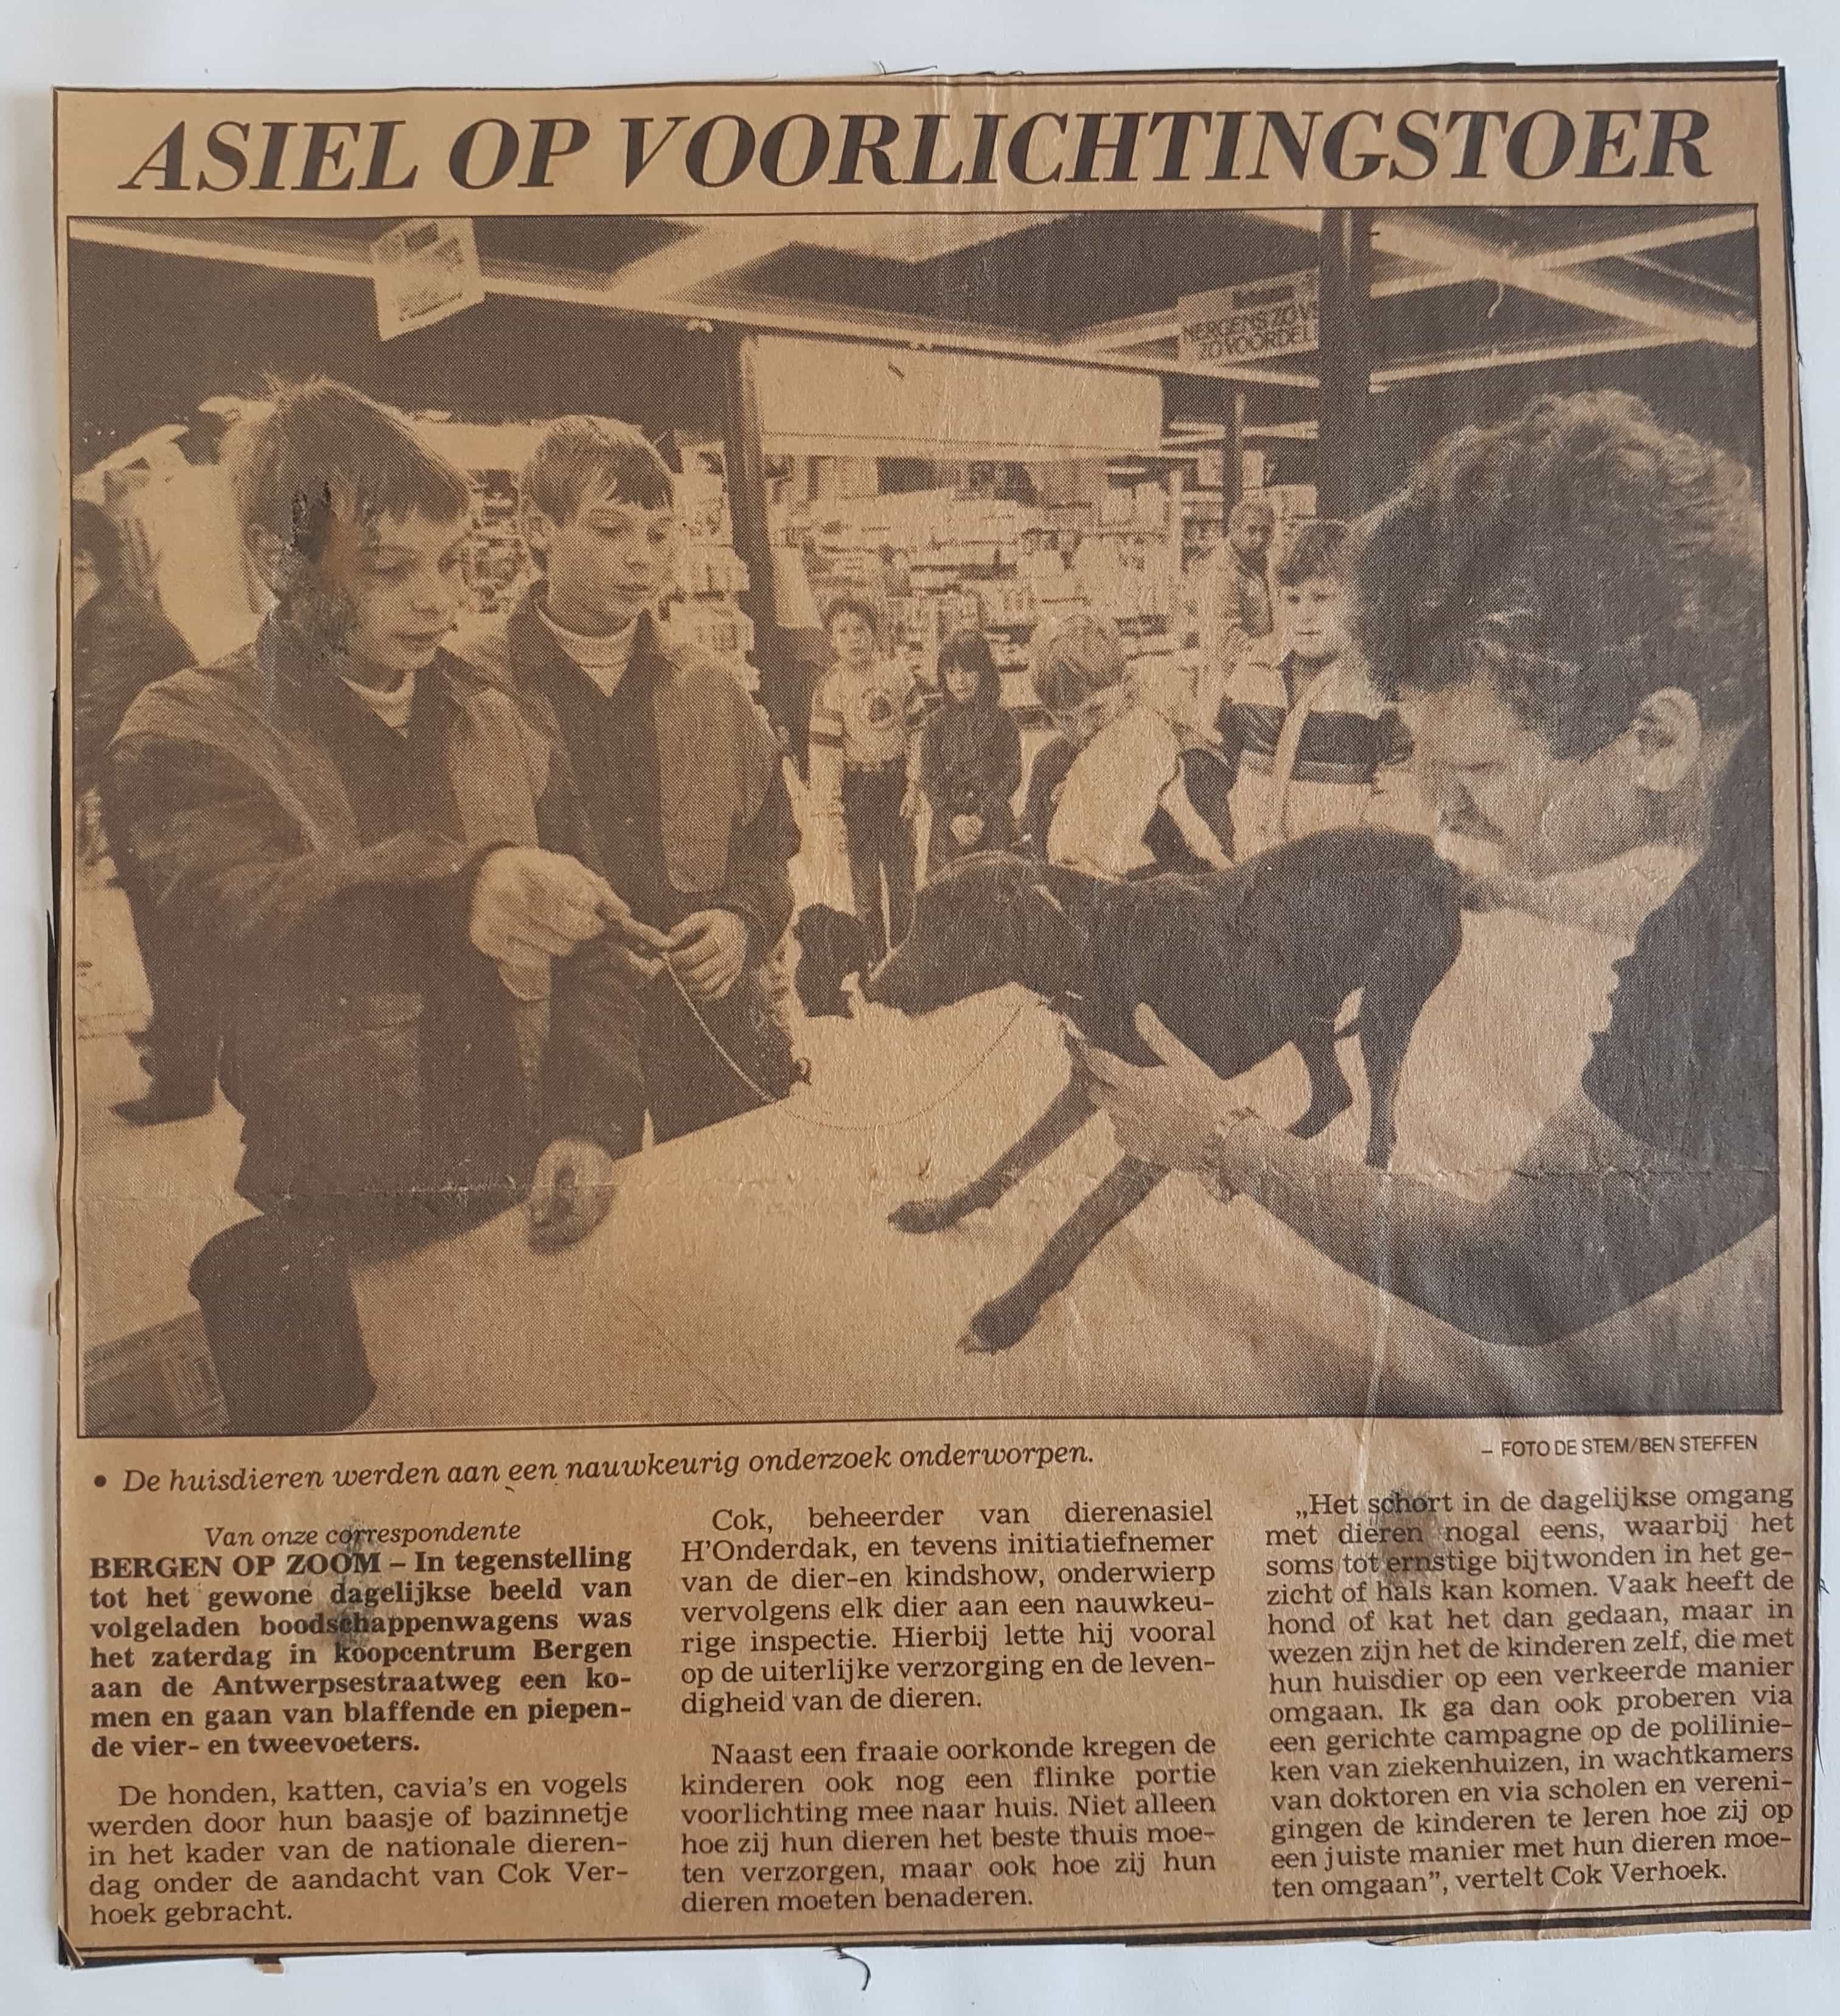 ASIEL OP VOORLICHTINGSTOER
NERGENS ZO V
ZO VOORDEL
• De huisdieren werden aan een nauwkeurig onderzoek onderworpen.
– FOTO DE STEM/BEN STEFFEN
Van onze correspondente
BERGEN OP ZOOM – In tegenstelling
tot het gewone dagelijkse beeld van
volgeladen boodschappenwagens was
het zaterdag in koopcentrum Bergen
aan de Antwerpsestraatweg een ko-
men en gaan van blaffende en piepen-
de vier- en tweevoeters.
De honden, katten, cavia's en vogels
werden door hun baasje of bazinnetje
in het kader van de nationale dieren-
dag onder de aandacht van Cok Ver-
hoek gebracht.
Cok, beheerder van dierenasiel
H'Onderdak, en tevens initiatiefnemer
van de dier-en kindshow, onderwierp
vervolgens elk dier aan een nauwkeu-
rige inspectie. Hierbij lette hij vooral
op de uiterlijke verzorging en de leven-
digheid van de dieren.
Naast een fraaie oorkonde kregen de
kinderen ook nog een flinke portie
voorlichting mee naar huis. Niet alleen
hoe zij hun dieren het beste thuis moe-
ten verzorgen, maar ook hoe zij hun
dieren moeten benaderen.
„Het schort in de dagelijkse omgang
met dieren nogal eens, waarbij het
soms tot ernstige bijtwonden in het ge-
zicht of hals kan komen. Vaak heeft de
hond of kat het dan gedaan, maar in
wezen zijn het de kinderen zelf, die met
hun huisdier op een verkeerde manier
omgaan. Ik ga dan ook proberen via
een gerichte campagne op de polilinie-
ken van ziekenhuizen, in wachtkamers
van doktoren en via scholen en vereni-
gingen de kinderen te leren hoe zij op
een juiste manier met hun dieren moe-
ten omgaan”, vertelt Cok Verhoek.